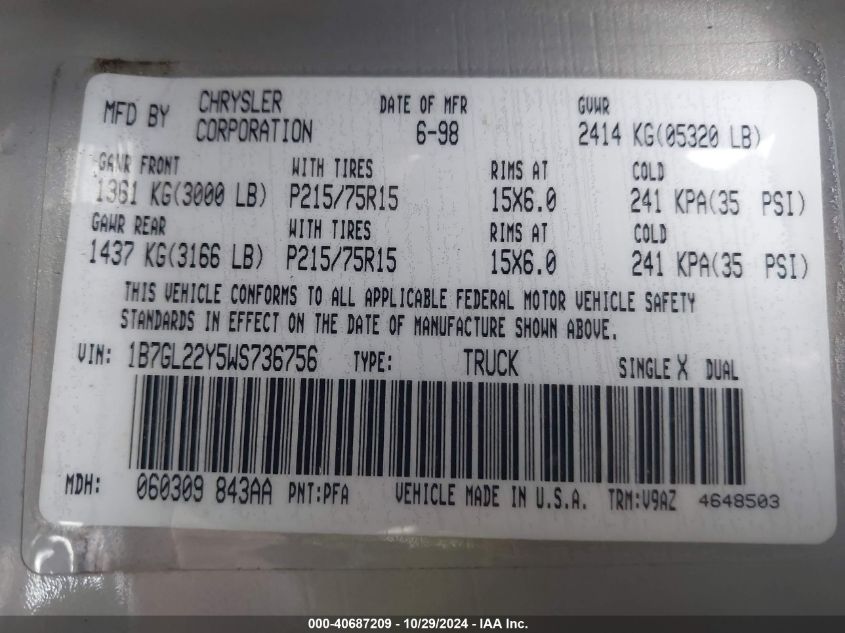 MFD BY CHRYSLER CORPORATION DATE OF MFR 6-98 GVWR 2414 KG(05320 LB)
GAWR FRONT WITH TIRES RIMS AT COLD
1361 KG(3000 LB) P215/75R15 15X6.0 241 KPA(35 PSI)
GAWR REAR WITH TIRES RIMS AT COLD
1437 KG(3166 LB) P215/75R15 15X6.0 241 KPA(35 PSI)
THIS VEHICLE CONFORMS TO ALL APPLICABLE FEDERAL MOTOR VEHICLE SAFETY
STANDARDS IN EFFECT ON THE DATE OF MANUFACTURE SHOWN ABOVE.
VIN: 1B7GL22Y5WS736756 TYPE: TRUCK SINGLE X DUAL
MDH: 060309 843AA PNT:PFA VEHICLE MADE IN U.S.A. TRM:V9AZ 4648503
000-40687209 - 10/29/2024 - IAA Inc.